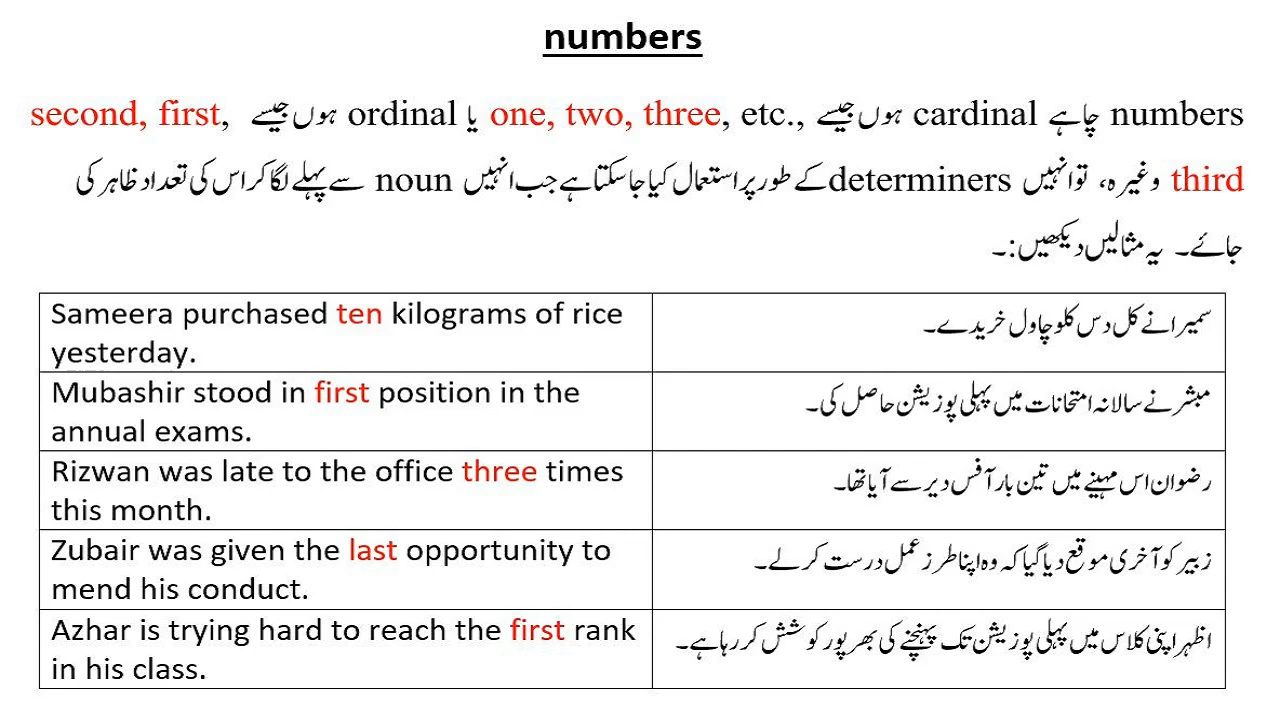 numbers
numbers چاہے cardinal ہوں جیسے one, two, three, etc., یا ordinal ہوں جیسے second, first,
third وغیرہ، تو انہیں determiners کے طور پر استعمال کیا جا سکتا ہے جب انہیں noun سے پہلے لگا کر اس کی تعداد ظاہر کی
جائے۔ یہ مثالیں دیکھیں:۔
Sameera purchased ten kilograms of rice
yesterday.
سمیرا نے کل دس کلو چاول خریدے۔
Mubashir stood in first position in the
annual exams.
مبشر نے سالانہ امتحانات میں پہلی پوزیشن حاصل کی۔
Rizwan was late to the office three times
this month.
رضوان اس مہینے میں تین بار آفس دیر سے آیا تھا۔
Zubair was given the last opportunity to
mend his conduct.
زبیر کو آخری موقع دیا گیا کہ وہ اپنا طرز عمل درست کر لے۔
Azhar is trying hard to reach the first rank
in his class.
اظہر اپنی کلاس میں پہلی پوزیشن تک پہنچنے کی بھرپور کوشش کر رہا ہے۔